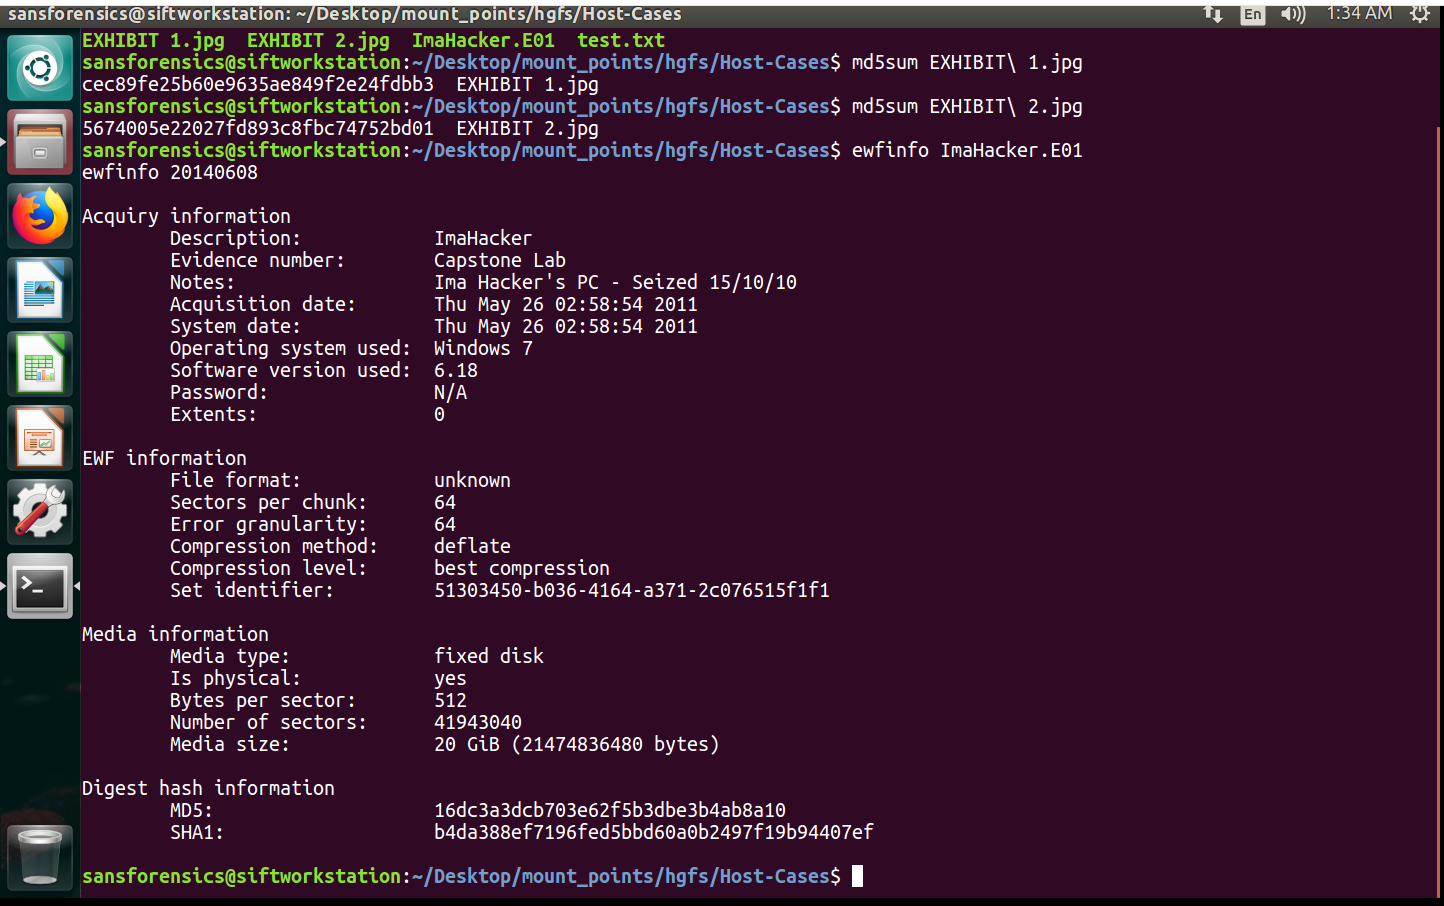 sansforensics@siftworkstation: ~/Desktop/mount_points/hgfs/Host-Cases En 1:34 AM
EXHIBIT 1.jpg  EXHIBIT 2.jpg  ImaHacker.E01  test.txt
sansforensics@siftworkstation:~/Desktop/mount_points/hgfs/Host-Cases$ md5sum EXHIBIT\ 1.jpg
cec89fe25b60e9635ae849f2e24fdbb3  EXHIBIT 1.jpg
sansforensics@siftworkstation:~/Desktop/mount_points/hgfs/Host-Cases$ md5sum EXHIBIT\ 2.jpg
5674005e22027fd893c8fbc74752bd01  EXHIBIT 2.jpg
sansforensics@siftworkstation:~/Desktop/mount_points/hgfs/Host-Cases$ ewfinfo ImaHacker.E01
ewfinfo 20140608
Acquiry information
Description: ImaHacker
Evidence number: Capstone Lab
Notes: Ima Hacker's PC - Seized 15/10/10
Acquisition date: Thu May 26 02:58:54 2011
System date: Thu May 26 02:58:54 2011
Operating system used: Windows 7
Software version used: 6.18
Password: N/A
Extents: 0
EWF information
File format: unknown
Sectors per chunk: 64
Error granularity: 64
Compression method: deflate
Compression level: best compression
Set identifier: 51303450-b036-4164-a371-2c076515f1f1
Media information
Media type: fixed disk
Is physical: yes
Bytes per sector: 512
Number of sectors: 41943040
Media size: 20 GiB (21474836480 bytes)
Digest hash information
MD5: 16dc3a3dcb703e62f5b3dbe3b4ab8a10
SHA1: b4da388ef7196fed5bbd60a0b2497f19b94407ef
sansforensics@siftworkstation:~/Desktop/mount_points/hgfs/Host-Cases$